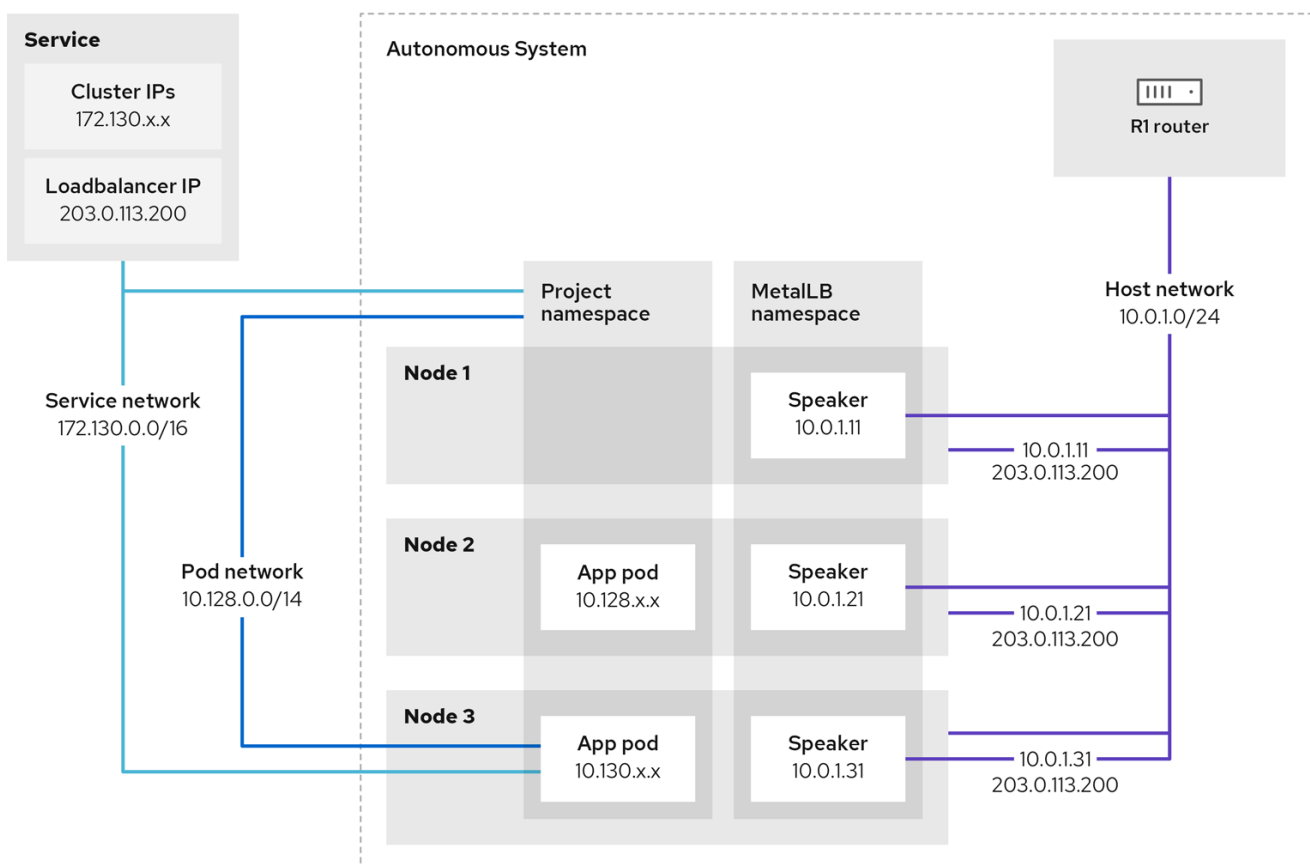 Service
Cluster IPs
172.130.x.x
Loadbalancer IP
203.0.113.200
Autonomous System
R1 router
Project
namespace
MetalLB
namespace
Host network
10.0.1.0/24
Service network
172.130.0.0/16
Pod network
10.128.0.0/14
Node 1
Speaker
10.0.1.11
10.0.1.11
203.0.113.200
Node 2
App pod
10.128.x.x
Speaker
10.0.1.21
10.0.1.21
203.0.113.200
Node 3
App pod
10.130.x.x
Speaker
10.0.1.31
10.0.1.31
203.0.113.200